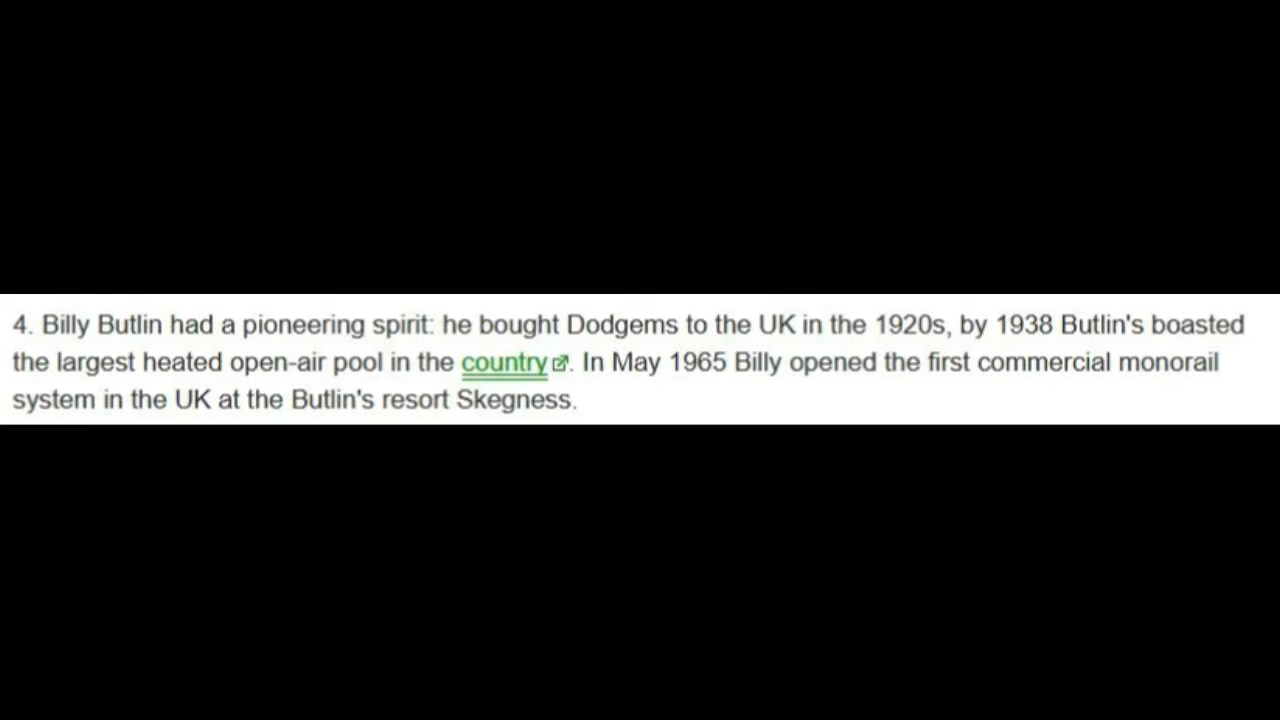 4. Billy Butlin had a pioneering spirit: he bought Dodgems to the UK in the 1920s, by 1938 Butlin's boasted
the largest heated open-air pool in the country. In May 1965 Billy opened the first commercial monorail
system in the UK at the Butlin's resort Skegness.